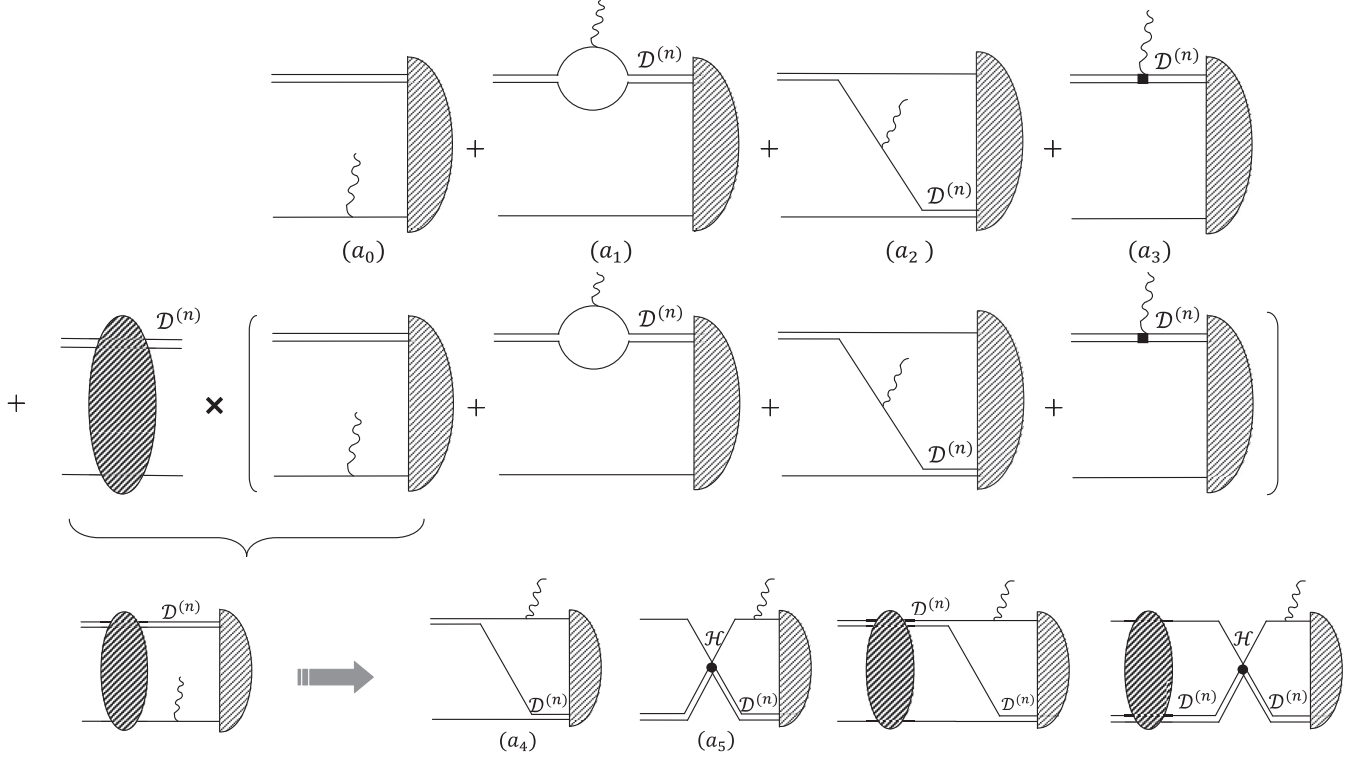 𝒟^(n) 𝒟^(n)
+ + +
𝒟^(n)
(a₀) (a₁) (a₂) (a₃)
𝒟^(n) 𝒟^(n) 𝒟^(n)
+ × + + +
𝒟^(n)
𝒟^(n) 𝒟^(n)
ℋ ℋ
𝒟^(n) 𝒟^(n) 𝒟^(n) 𝒟^(n) 𝒟^(n)
(a₄) (a₅)